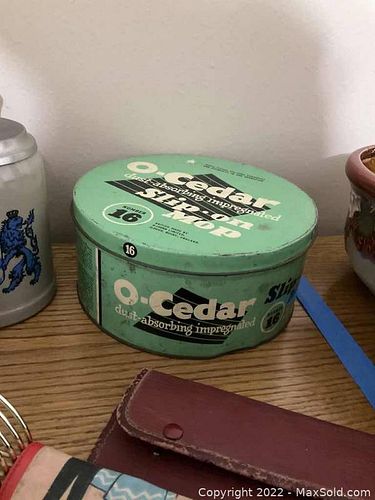 O-Cedar
dust-absorbing impregnated
Slip-on
Mop
NUMBER
16
16
O-Cedar
dust-absorbing impregnated
Slip
16
Copyright © 2022 - MaxSold.com